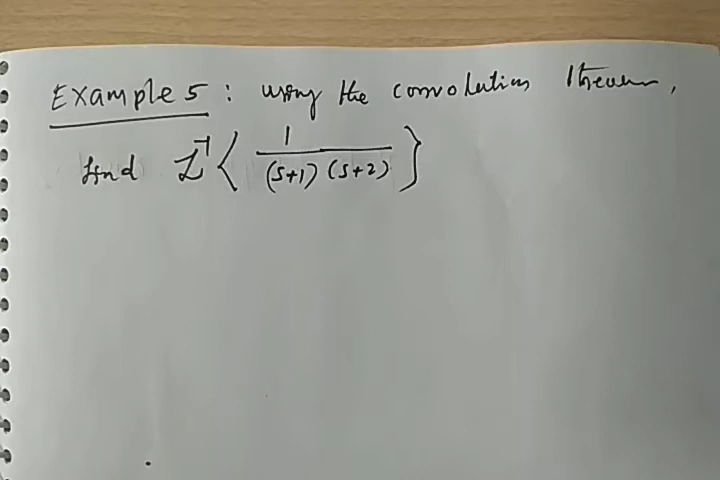 Example 5 : using the convolution theorem,
find ℒ⁻¹ { 1 / (s+1) (s+2) }